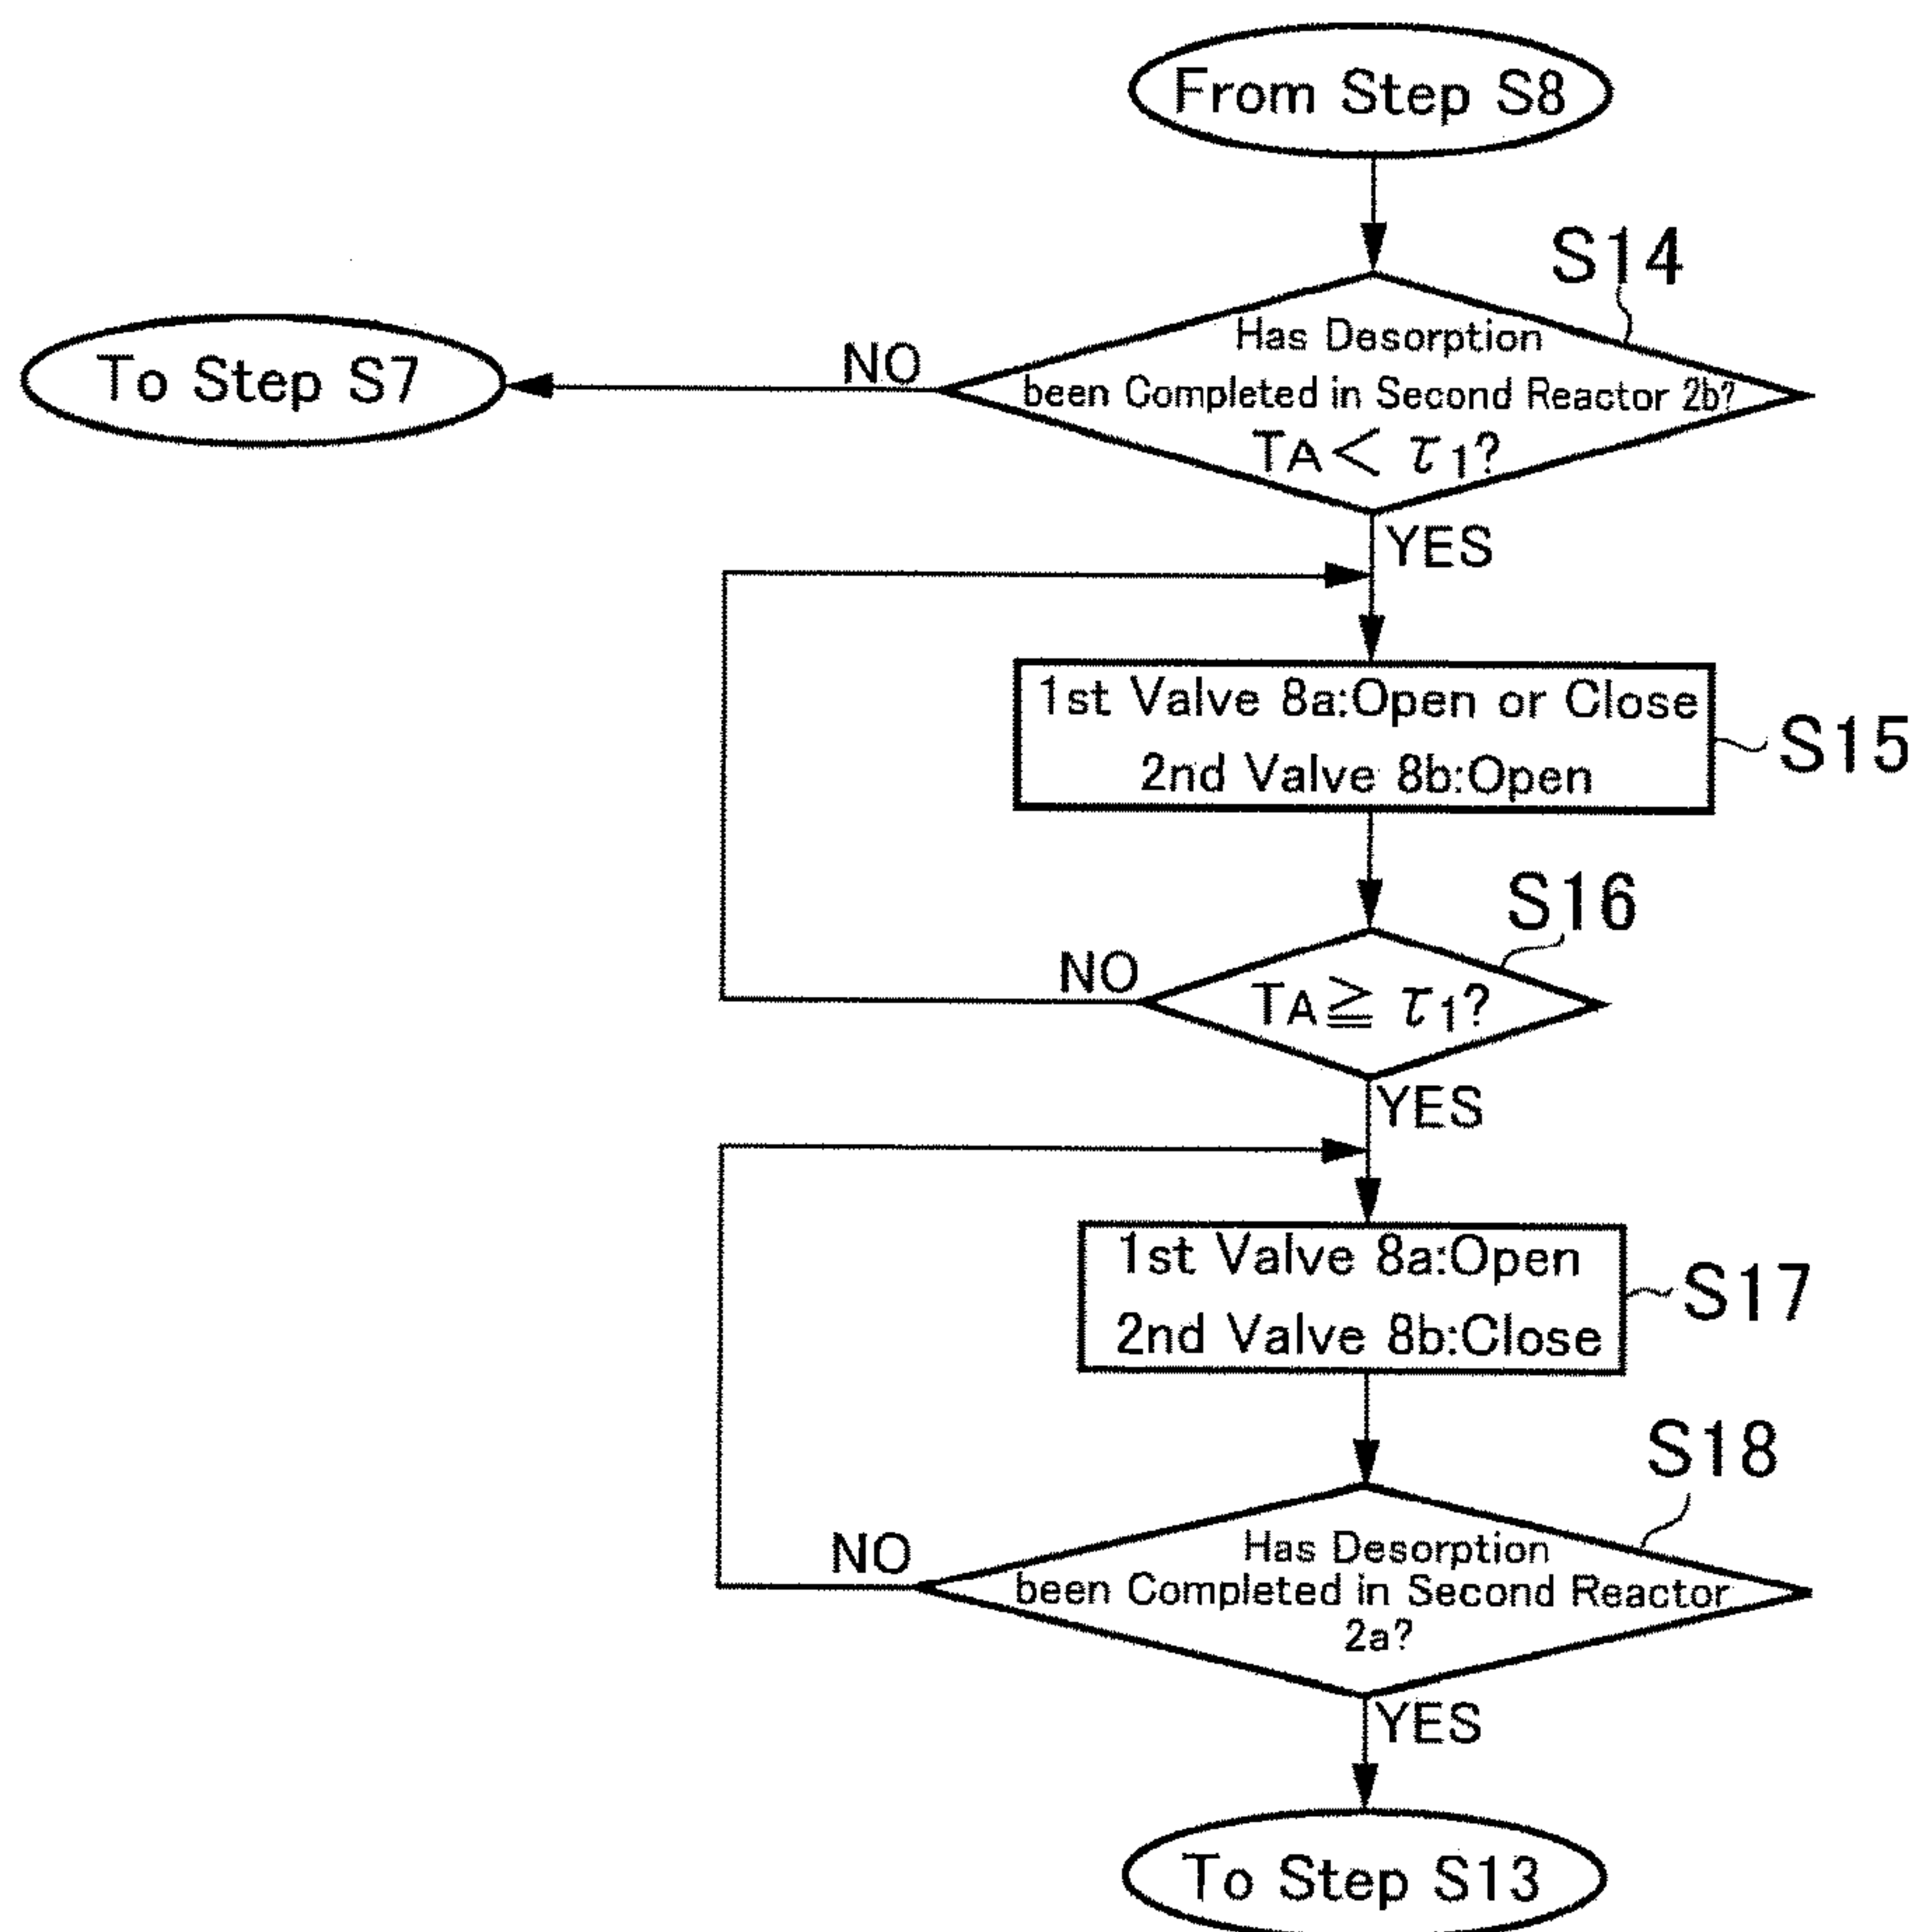 From Step S8
S14
Has Desorption
been Completed in Second Reactor 2b?
TA< τ1?
NO
To Step S7
YES
1st Valve 8a:Open or Close
2nd Valve 8b:Open
S15
S16
NO
TA≧ τ1?
YES
1st Valve 8a:Open
2nd Valve 8b:Close
S17
S18
NO
Has Desorption
been Completed in Second Reactor
2a?
YES
To Step S13